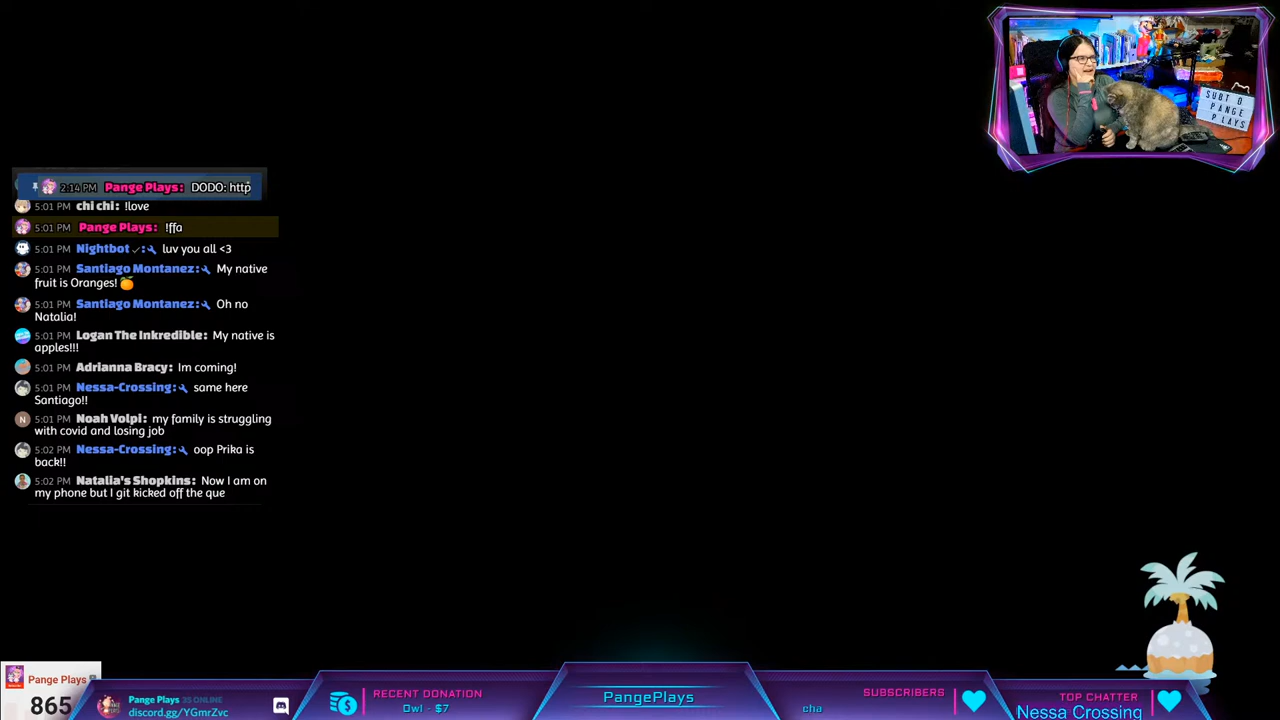 SUBT O
PANGE
PLAYS
2:14 PM Pange Plays: DODO: http
5:01 PM chi chi: !love
5:01 PM Pange Plays: !ffa
5:01 PM Nightbot ✓: luv you all <3
5:01 PM Santiago Montanez: My native
fruit is Oranges! 🍊
5:01 PM Santiago Montanez: Oh no
Natalia!
5:01 PM Logan The Inkredible: My native is
apples!!!
5:01 PM Adrianna Bracy: Im coming!
5:01 PM Nessa-Crossing: same here
Santiago!!
5:01 PM Noah Volpi: my family is struggling
with covid and losing job
5:02 PM Nessa-Crossing: oop Prika is
back!!
5:02 PM Natalia's Shopkins: Now I am on
my phone but I git kicked off the que
Pange Plays
865
Pange Plays 35 ONLINE
discord.gg/YGmrZvc
RECENT DONATION
Owl - $7
PangePlays
SUBSCRIBERS
cha
TOP CHATTER
Nessa Crossing